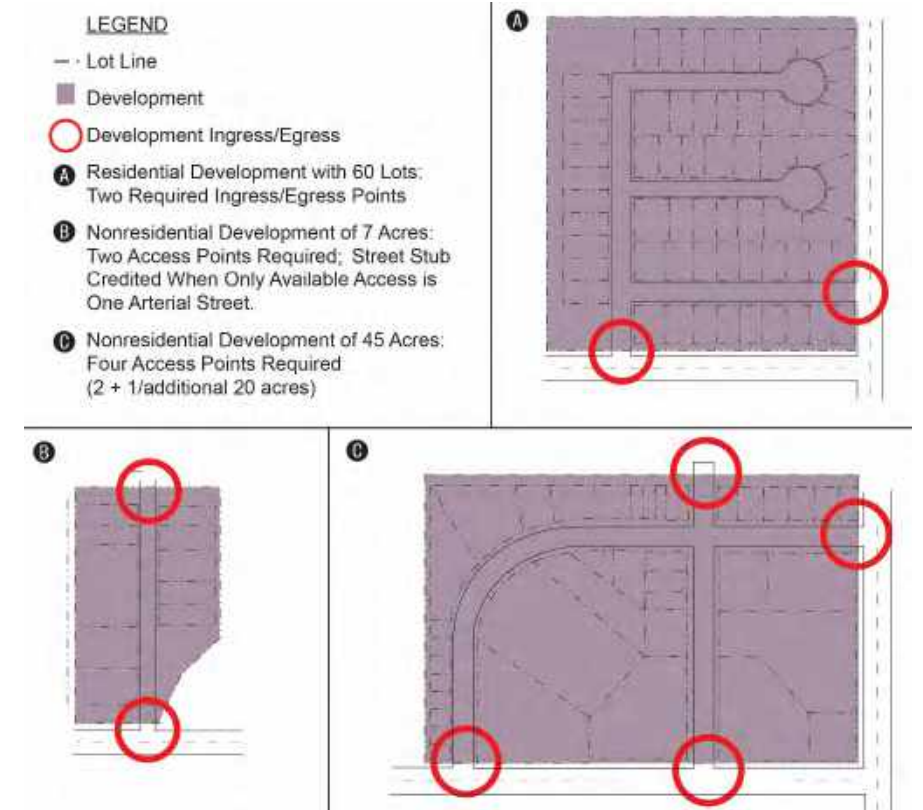 LEGEND
Lot Line
Development
Development Ingress/Egress
A Residential Development with 60 Lots:
Two Required Ingress/Egress Points
B Nonresidential Development of 7 Acres:
Two Access Points Required; Street Stub
Credited When Only Available Access is
One Arterial Street.
C Nonresidential Development of 45 Acres:
Four Access Points Required
(2 + 1/additional 20 acres)
A
B
C